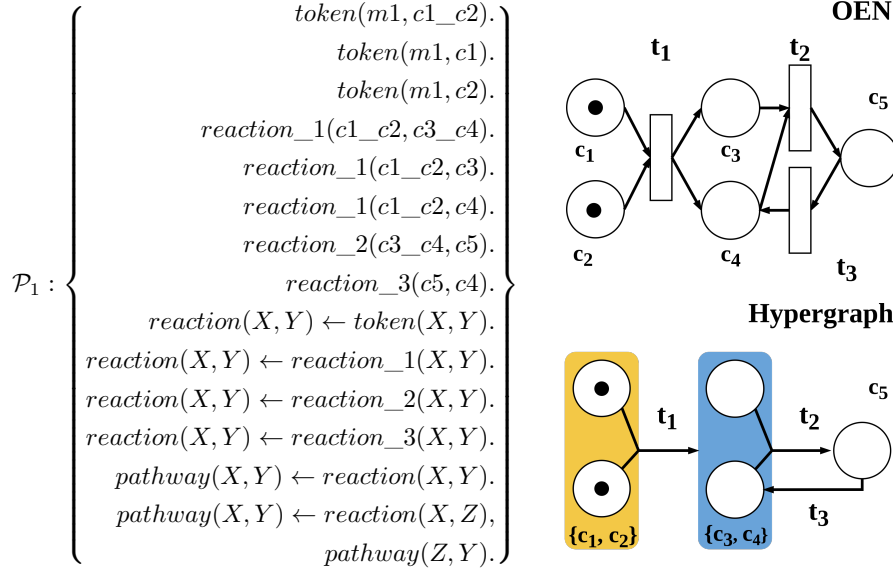 P₁ :
token(m1, c1_c2).
token(m1, c1).
token(m1, c2).
reaction_1(c1_c2, c3_c4).
reaction_1(c1_c2, c3).
reaction_1(c1_c2, c4).
reaction_2(c3_c4, c5).
reaction_3(c5, c4).
reaction(X, Y) ← token(X, Y).
reaction(X, Y) ← reaction_1(X, Y).
reaction(X, Y) ← reaction_2(X, Y).
reaction(X, Y) ← reaction_3(X, Y).
pathway(X, Y) ← reaction(X, Y).
pathway(X, Y) ← reaction(X, Z),
pathway(Z, Y).
OEN
t₁
t₂
c₅
c₁
c₃
c₂
c₄
t₃
Hypergraph
c₅
t₁
t₂
t₃
{c₁, c₂}
{c₃, c₄}